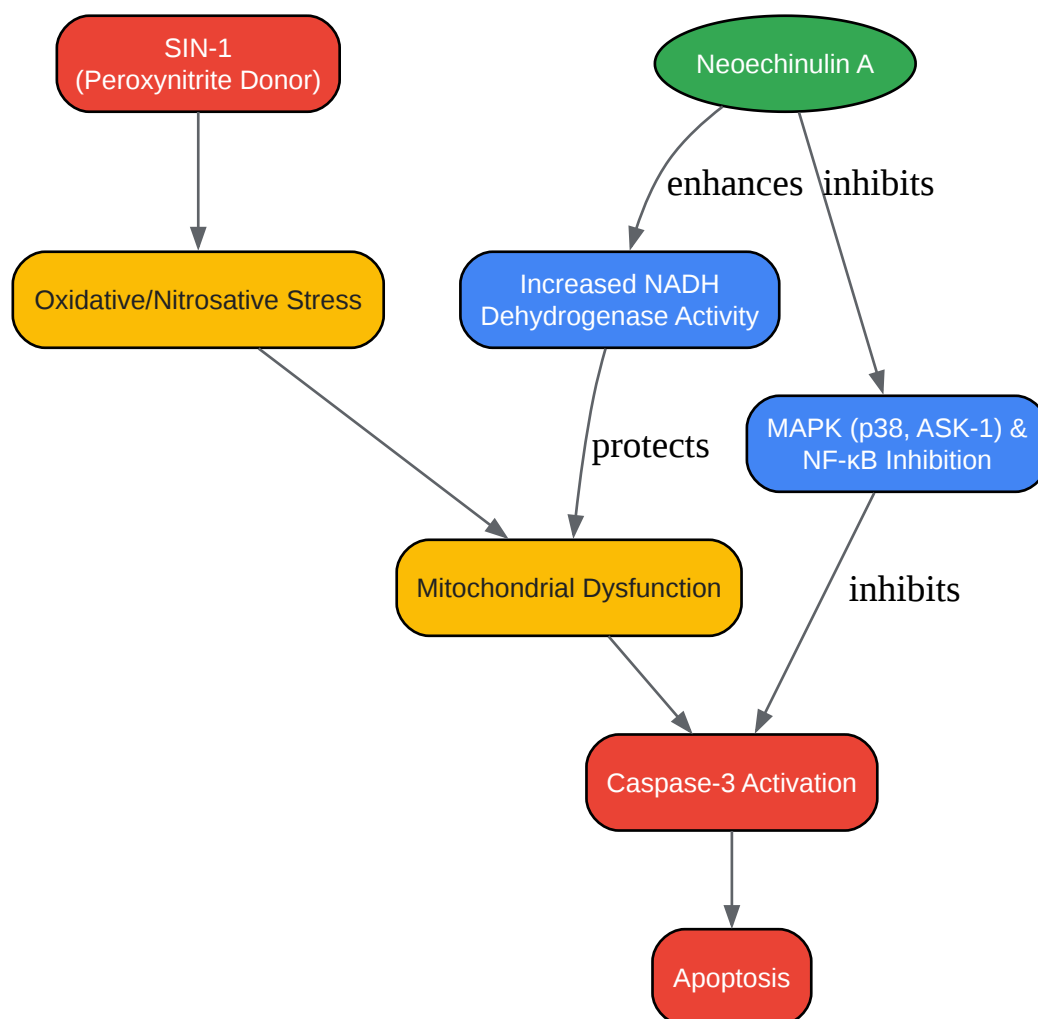 SIN-1
(Peroxynitrite Donor)
Neoechinulin A
enhances
inhibits
Oxidative/Nitrosative Stress
Increased NADH
Dehydrogenase Activity
MAPK (p38, ASK-1) &
NF-κB Inhibition
protects
Mitochondrial Dysfunction
inhibits
Caspase-3 Activation
Apoptosis